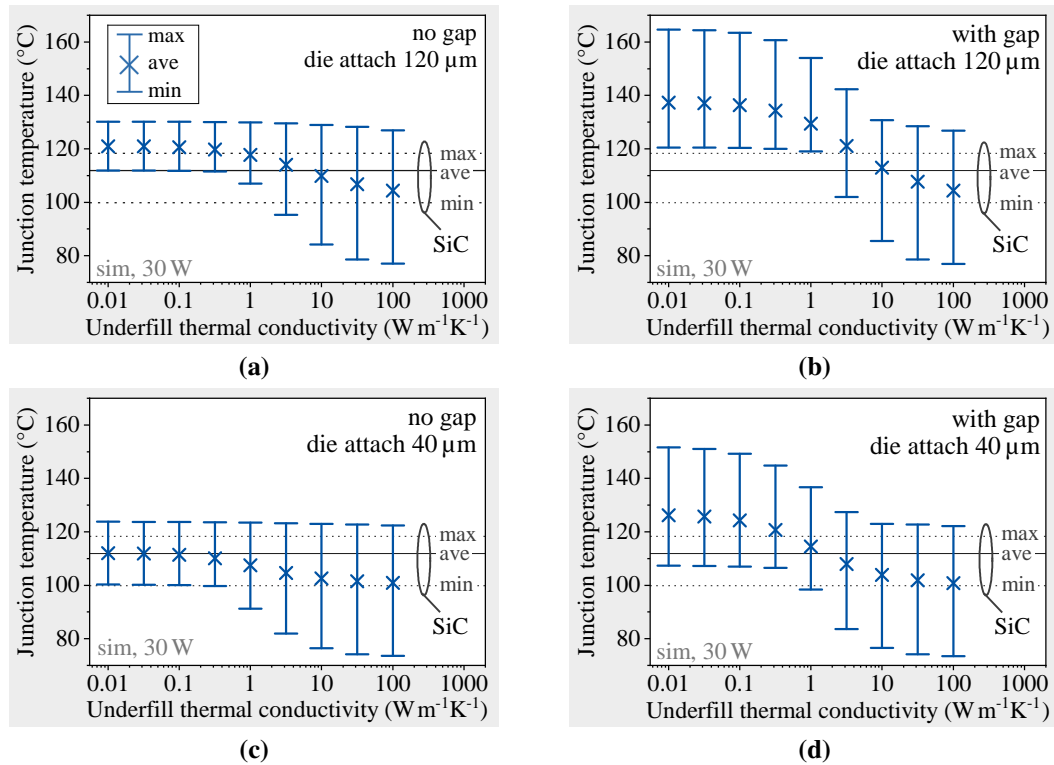 160
140
120
100
80
Junction temperature (°C)
max
ave
min
no gap
die attach 120 µm
max
ave
min
SiC
sim, 30 W
0.01 0.1 1 10 100 1000
Underfill thermal conductivity (W m⁻¹K⁻¹)
(a)
160
140
120
100
80
Junction temperature (°C)
with gap
die attach 120 µm
max
ave
min
SiC
sim, 30 W
0.01 0.1 1 10 100 1000
Underfill thermal conductivity (W m⁻¹K⁻¹)
(b)
160
140
120
100
80
Junction temperature (°C)
no gap
die attach 40 µm
max
ave
min
SiC
sim, 30 W
0.01 0.1 1 10 100 1000
Underfill thermal conductivity (W m⁻¹K⁻¹)
(c)
160
140
120
100
80
Junction temperature (°C)
with gap
die attach 40 µm
max
ave
min
SiC
sim, 30 W
0.01 0.1 1 10 100 1000
Underfill thermal conductivity (W m⁻¹K⁻¹)
(d)